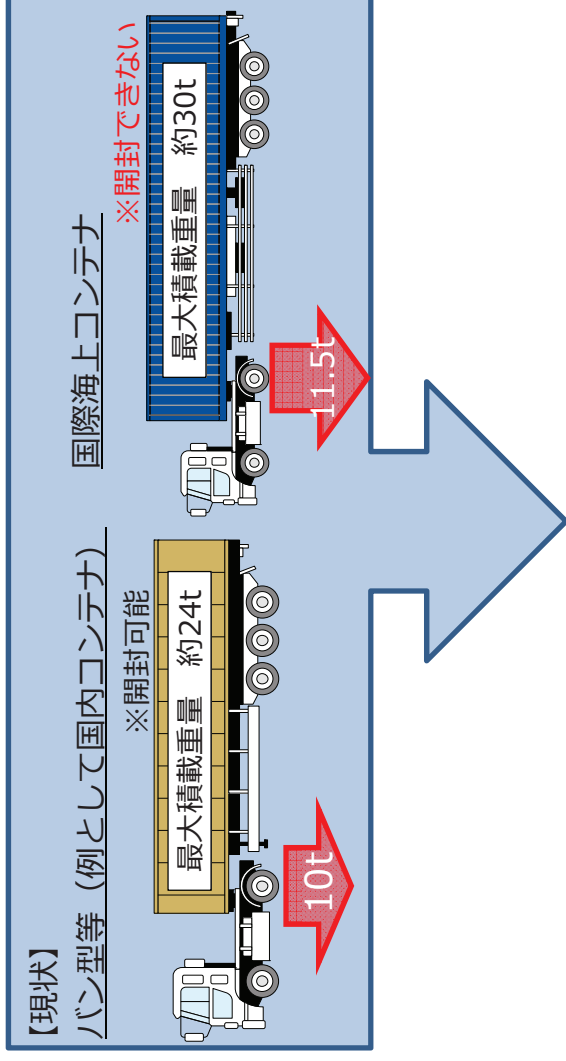 【現状】
バン型等（例として国内コンテナ）
※開封可能
最大積載重量　約24t
10t
国際海上コンテナ
※開封できない
最大積載重量　約30t
11.5t